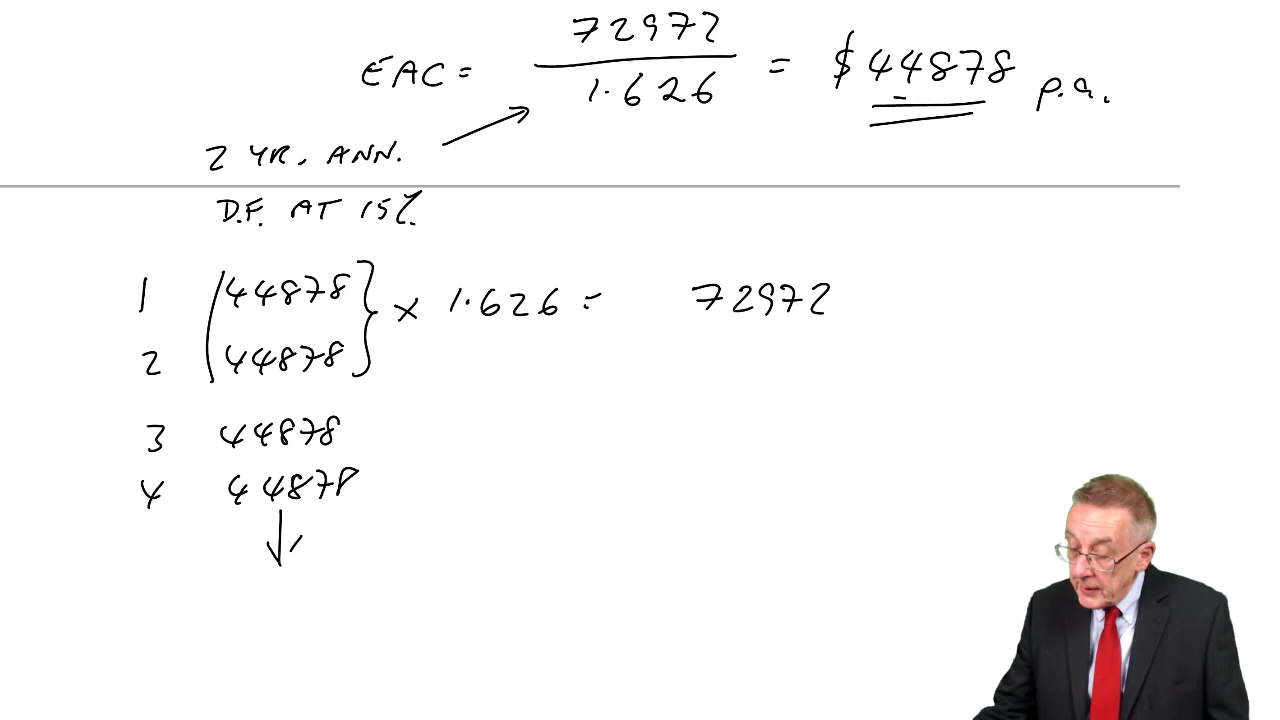 EAC = 72972 / 1.626 = $44878 p.a.
2 YR. ANN.
D.F. AT 15%
1 44878
2 44878
} x 1.626 = 72972
3 44878
4 44878